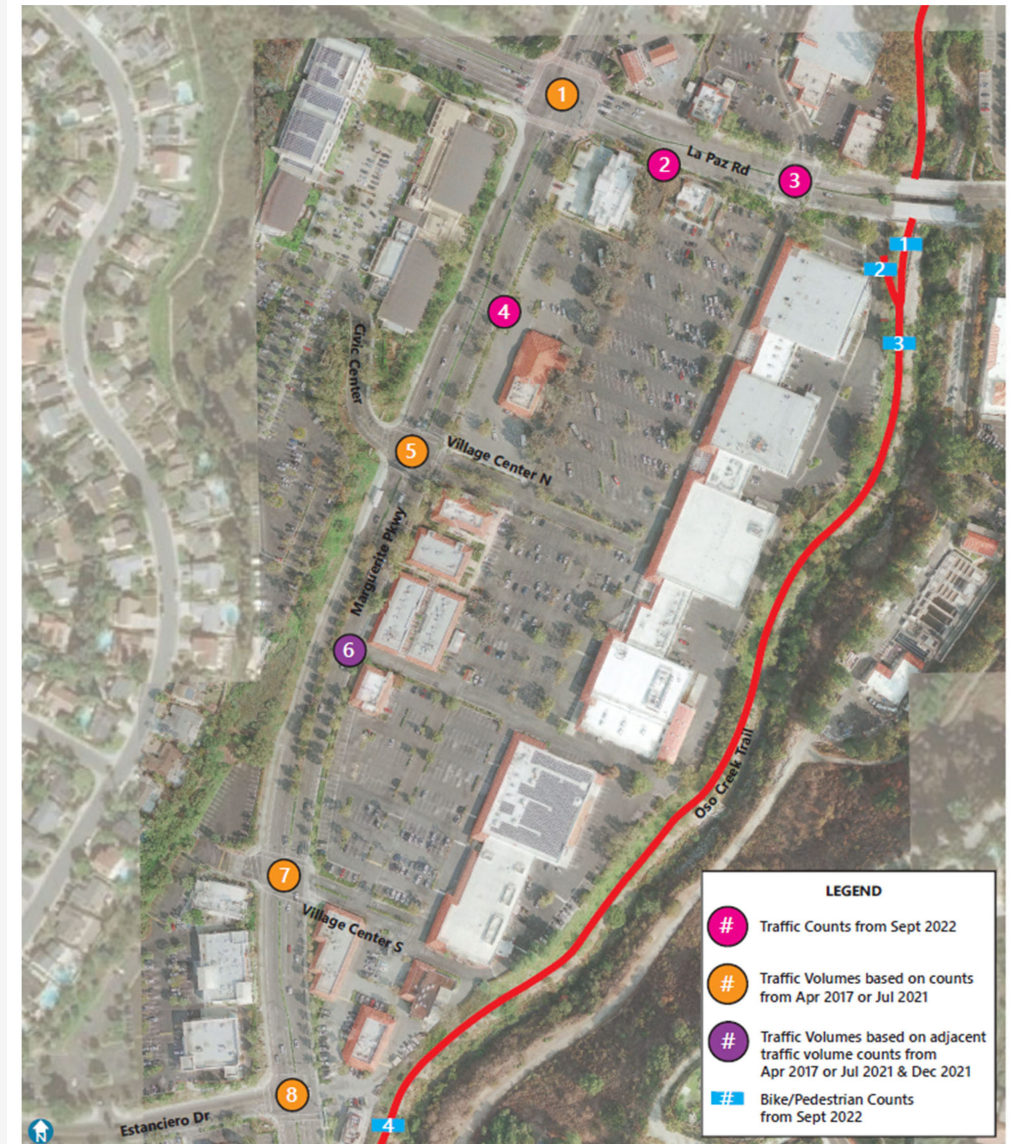 1
2
La Paz Rd
3
1
2
4
3
Civic Center
5
Village Center N
Marguerite Pkwy
6
Oso Creek Trail
7
Village Center S
8
Estanciero Dr
4
N
LEGEND
# Traffic Counts from Sept 2022
# Traffic Volumes based on counts
from Apr 2017 or Jul 2021
# Traffic Volumes based on adjacent
traffic volume counts from
Apr 2017 or Jul 2021 & Dec 2021
# Bike/Pedestrian Counts
from Sept 2022